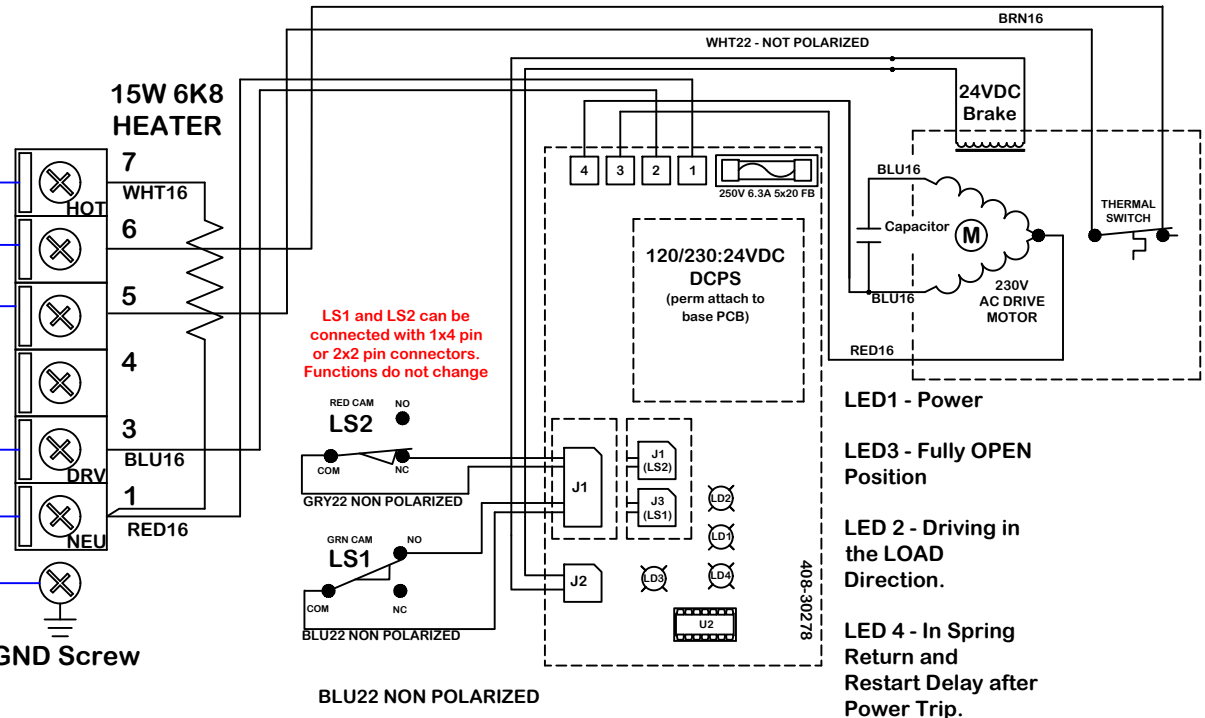 BRN16
WHT22 - NOT POLARIZED
15W 6K8
HEATER
24VDC
Brake
7
WHT16
HOT
6
5
4
3
BLU16
DRV
1
RED16
NEU
GND Screw
4
3
2
1
250V 6.3A 5x20 FB
120/230:24VDC
DCPS
(perm attach to
base PCB)
BLU16
Capacitor
M
BLU16
230V
AC DRIVE
MOTOR
THERMAL
SWITCH
RED16
LS1 and LS2 can be
connected with 1x4 pin
or 2x2 pin connectors.
Functions do not change
RED CAM
NO
LS2
COM
NC
GRY22 NON POLARIZED
GRN CAM
NO
LS1
COM
NC
BLU22 NON POLARIZED
BLU22 NON POLARIZED
J1
J1
(LS2)
J3
(LS1)
J2
LD2
LD1
LD3
LD4
U2
408-30278
LED1 - Power
LED3 - Fully OPEN
Position
LED 2 - Driving in
the LOAD
Direction.
LED 4 - In Spring
Return and
Restart Delay after
Power Trip.